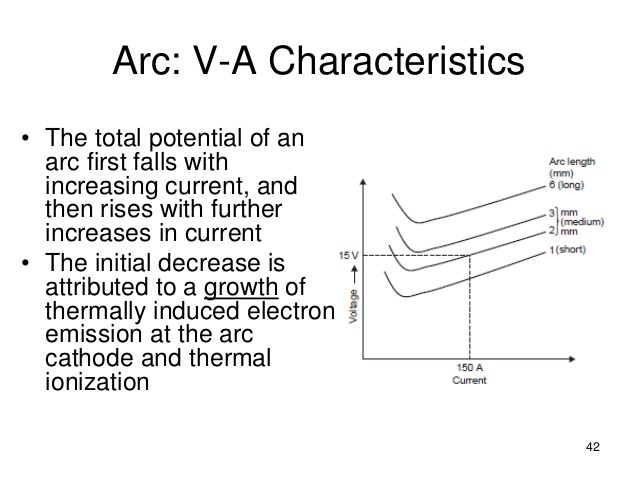 Arc: V-A Characteristics
• The total potential of an
arc first falls with
increasing current, and
then rises with further
increases in current
• The initial decrease is
attributed to a growth of
thermally induced electron
emission at the arc
cathode and thermal
ionization
Arc length
(mm)
6 (long)
3 mm
(medium)
2 mm
1 (short)
15 V
Voltage
150 A
Current
42